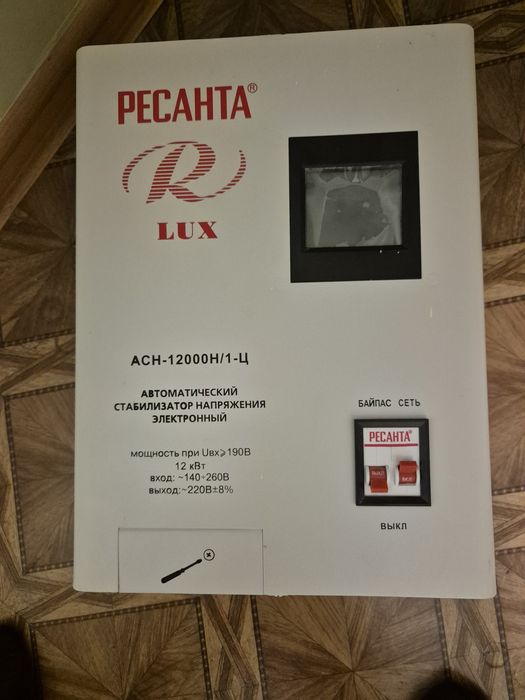 РЕСАНТА®
R
LUX
АСН-12000Н/1-Ц
АВТОМАТИЧЕСКИЙ
СТАБИЛИЗАТОР НАПРЯЖЕНИЯ
ЭЛЕКТРОННЫЙ
мощность при Uвх⩾190В
12 кВт
вход: ~140÷260В
выход:~220В±8%
БАЙПАС СЕТЬ
РЕСАНТА
ВЫКЛ